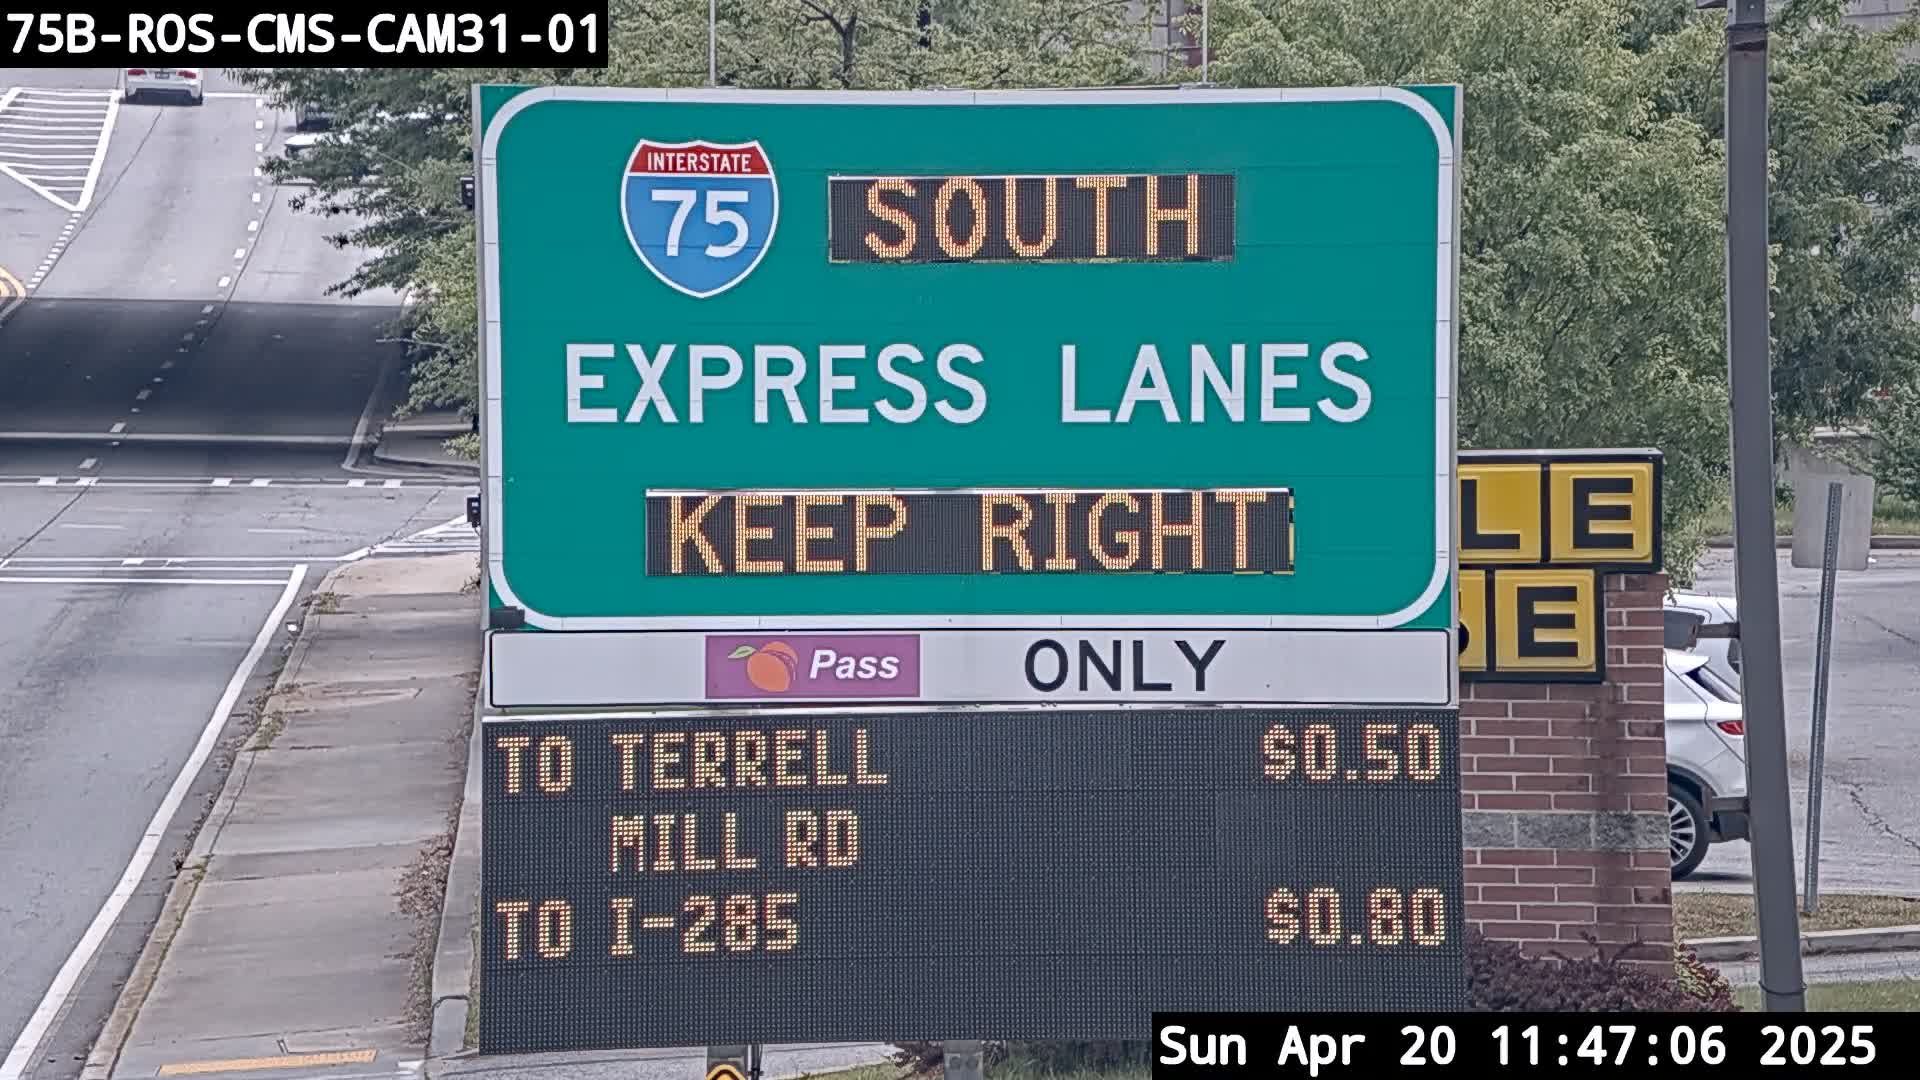 75B-ROS-CMS-CAM31-01
INTERSTATE
75
SOUTH
EXPRESS LANES
KEEP RIGHT
LE
E
Pass ONLY
TO TERRELL $0.50
MILL RD
TO I-285 $0.80
Sun Apr 20 11:47:06 2025